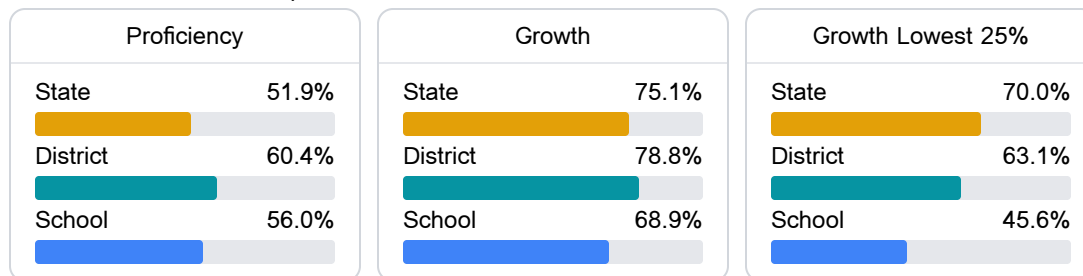 Proficiency
State 51.9%
District 60.4%
School 56.0%
Growth
State 75.1%
District 78.8%
School 68.9%
Growth Lowest 25%
State 70.0%
District 63.1%
School 45.6%